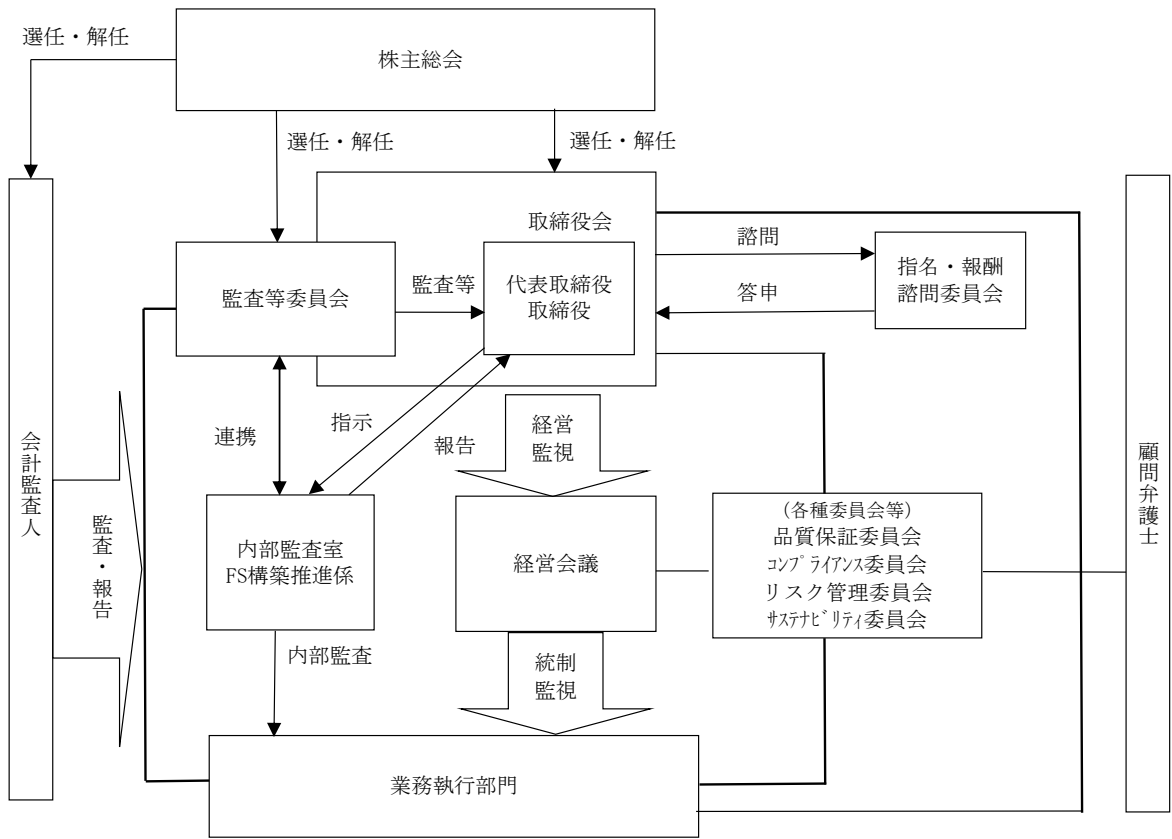 選任・解任
株主総会
選任・解任
選任・解任
取締役会
諮問
指名・報酬
諮問委員会
答申
監査等委員会
監査等
代表取締役
取締役
会計監査人
監査・報告
連携
指示
報告
経営
監視
顧問弁護士
内部監査室
FS構築推進係
経営会議
(各種委員会等)
品質保証委員会
ｺﾝﾌﾟﾗｲｱﾝｽ委員会
リスク管理委員会
ｻｽﾃﾅﾋﾞﾘﾃｨ委員会
内部監査
統制
監視
業務執行部門